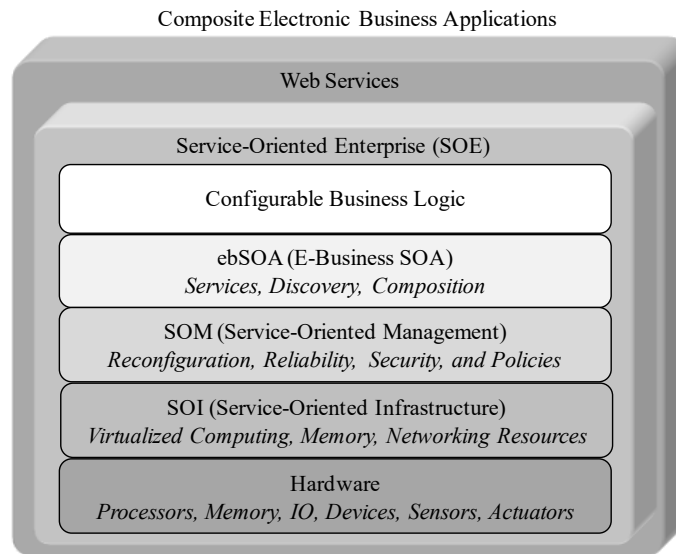 Composite Electronic Business Applications
Web Services
Service-Oriented Enterprise (SOE)
Configurable Business Logic
ebSOA (E-Business SOA)
Services, Discovery, Composition
SOM (Service-Oriented Management)
Reconfiguration, Reliability, Security, and Policies
SOI (Service-Oriented Infrastructure)
Virtualized Computing, Memory, Networking Resources
Hardware
Processors, Memory, IO, Devices, Sensors, Actuators